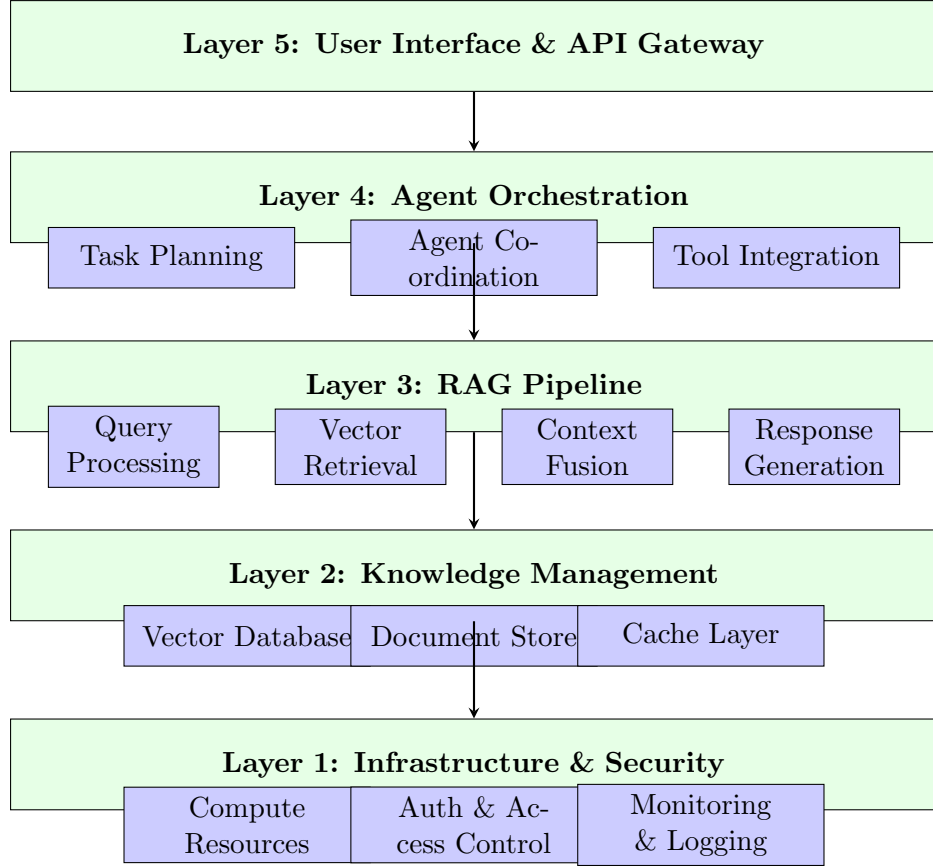 Layer 5: User Interface & API Gateway
Layer 4: Agent Orchestration
Task Planning
Agent Co-
ordination
Tool Integration
Layer 3: RAG Pipeline
Query
Processing
Vector
Retrieval
Context
Fusion
Response
Generation
Layer 2: Knowledge Management
Vector Database
Document Store
Cache Layer
Layer 1: Infrastructure & Security
Compute
Resources
Auth & Ac-
cess Control
Monitoring
& Logging